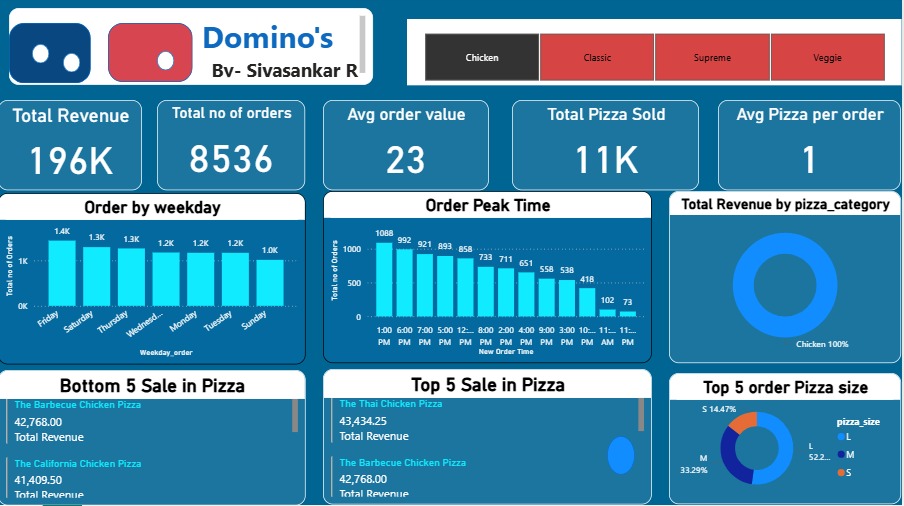 Domino's
By- Sivasankar R
Chicken
Classic
Supreme
Veggie
Total Revenue
196K
Total no of orders
8536
Avg order value
23
Total Pizza Sold
11K
Avg Pizza per order
1
Order by weekday
Total no of Orders
1K
0K
1.4K
1.3K
1.3K
1.2K
1.2K
1.2K
1.0K
Friday
Saturday
Thursday
Wednesd...
Monday
Tuesday
Sunday
Weekday_order
Order Peak Time
Total no of Orders
1000
500
0
1088
992
921
893
858
733
711
651
558
538
418
102
73
1:00 PM
6:00 PM
7:00 PM
5:00 PM
12:... PM
8:00 PM
2:00 PM
4:00 PM
9:00 PM
3:00 PM
10:... PM
11:... AM
11:... PM
New Order Time
Total Revenue by pizza_category
Chicken 100%
Bottom 5 Sale in Pizza
The Barbecue Chicken Pizza
42,768.00
Total Revenue
The California Chicken Pizza
41,409.50
Total Revenue
Top 5 Sale in Pizza
The Thai Chicken Pizza
43,434.25
Total Revenue
The Barbecue Chicken Pizza
42,768.00
Total Revenue
Top 5 order Pizza size
S 14.47%
M
33.29%
L
52.2...
pizza_size
L
M
S